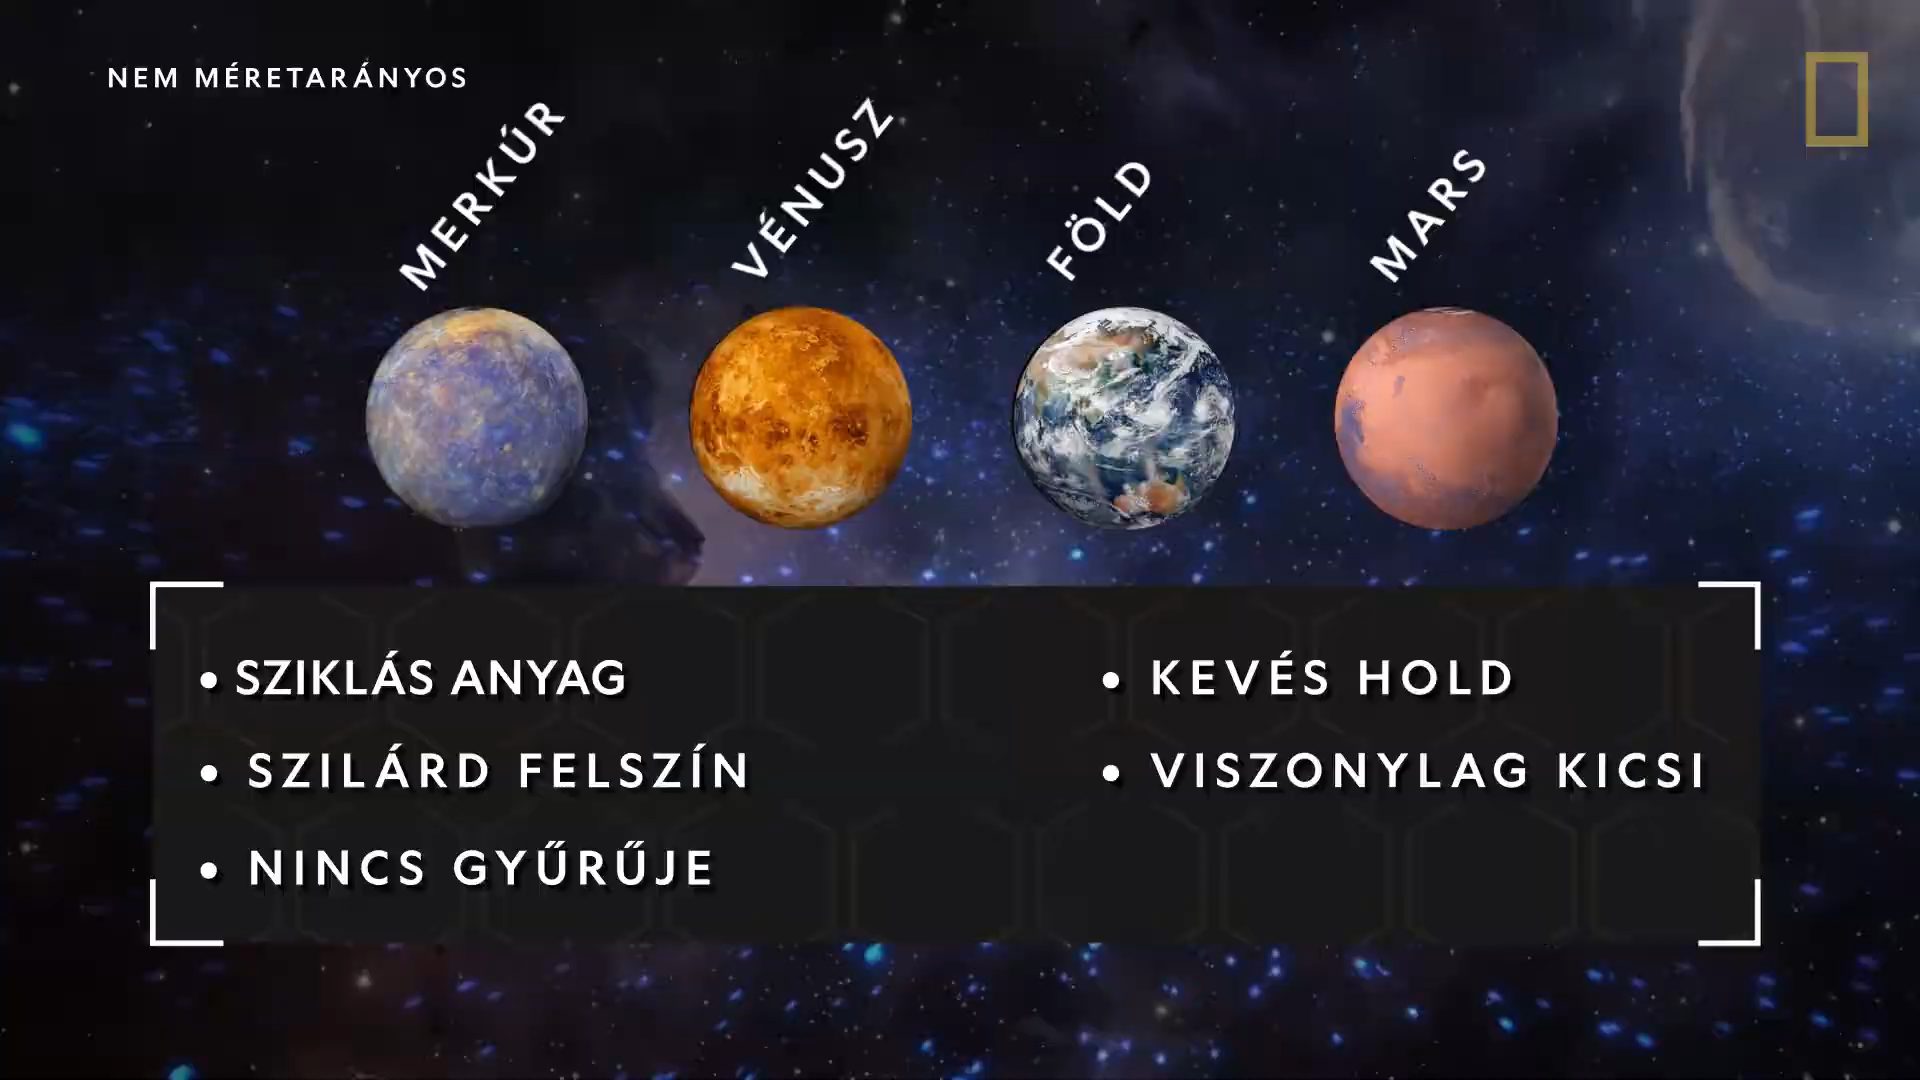 NEM MÉRETARÁNYOS
MERKÚR
VÉNUSZ
FÖLD
MARS
• SZIKLÁS ANYAG
• SZILÁRD FELSZÍN
• NINCS GYŰRŰJE
• KEVÉS HOLD
• VISZONYLAG KICSI